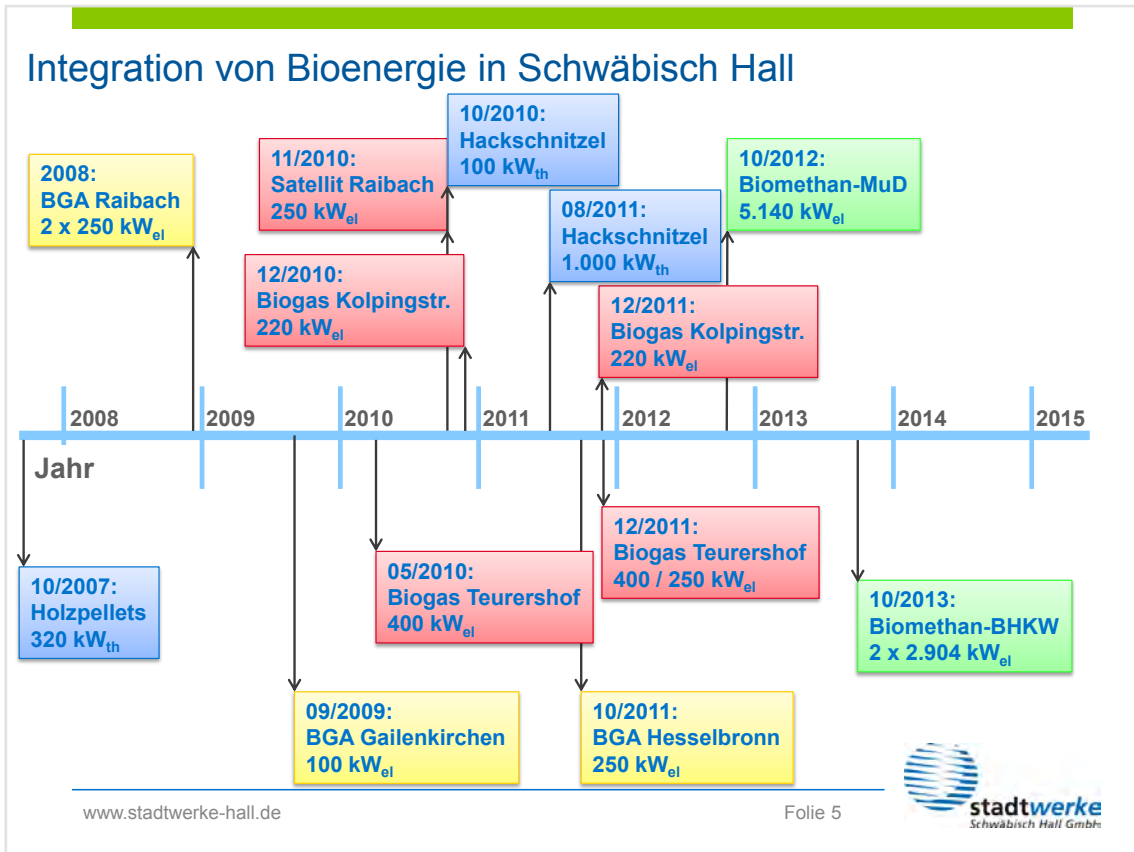 Integration von Bioenergie in Schwäbisch Hall
10/2010:
Hackschnitzel
100 kWth
2008:
BGA Raibach
2 x 250 kWel
11/2010:
Satellit Raibach
250 kWel
10/2012:
Biomethan-MuD
5.140 kWel
08/2011:
Hackschnitzel
1.000 kWth
12/2010:
Biogas Kolpingstr.
220 kWel
12/2011:
Biogas Kolpingstr.
220 kWel
2008
2009
2010
2011
2012
2013
2014
2015
Jahr
10/2007:
Holzpellets
320 kWth
05/2010:
Biogas Teurershof
400 kWel
12/2011:
Biogas Teurershof
400 / 250 kWel
10/2013:
Biomethan-BHKW
2 x 2.904 kWel
09/2009:
BGA Gailenkirchen
100 kWel
10/2011:
BGA Hesselbronn
250 kWel
www.stadtwerke-hall.de
Folie 5
stadtwerke
Schwäbisch Hall GmbH